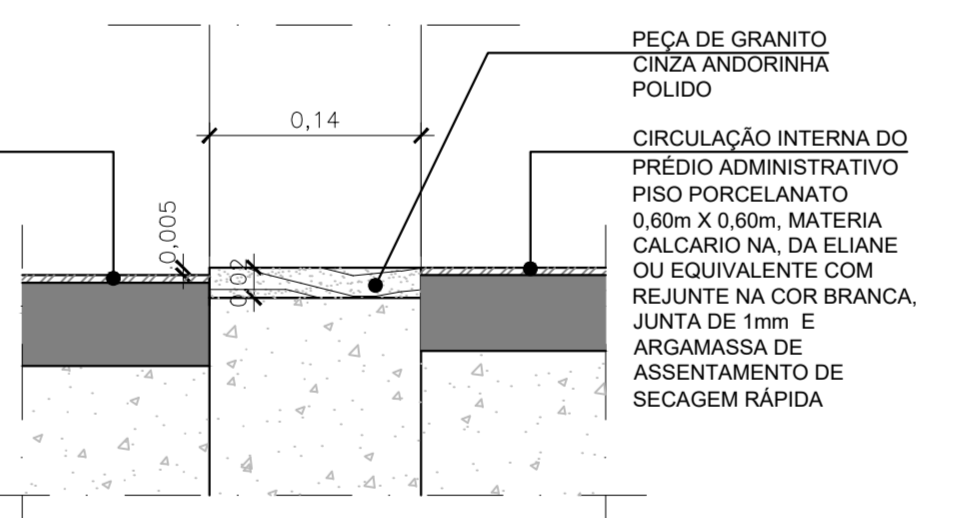 PEÇA DE GRANITO
CINZA ANDORINHA
POLIDO
0,14
CIRCULAÇÃO INTERNA DO
PRÉDIO ADMINISTRATIVO
PISO PORCELANATO
0,60m X 0,60m, MATERIA
CALCARIO NA, DA ELIANE
OU EQUIVALENTE COM
REJUNTE NA COR BRANCA,
JUNTA DE 1mm E
ARGAMASSA DE
ASSENTAMENTO DE
SECAGEM RÁPIDA
0,005
0,02